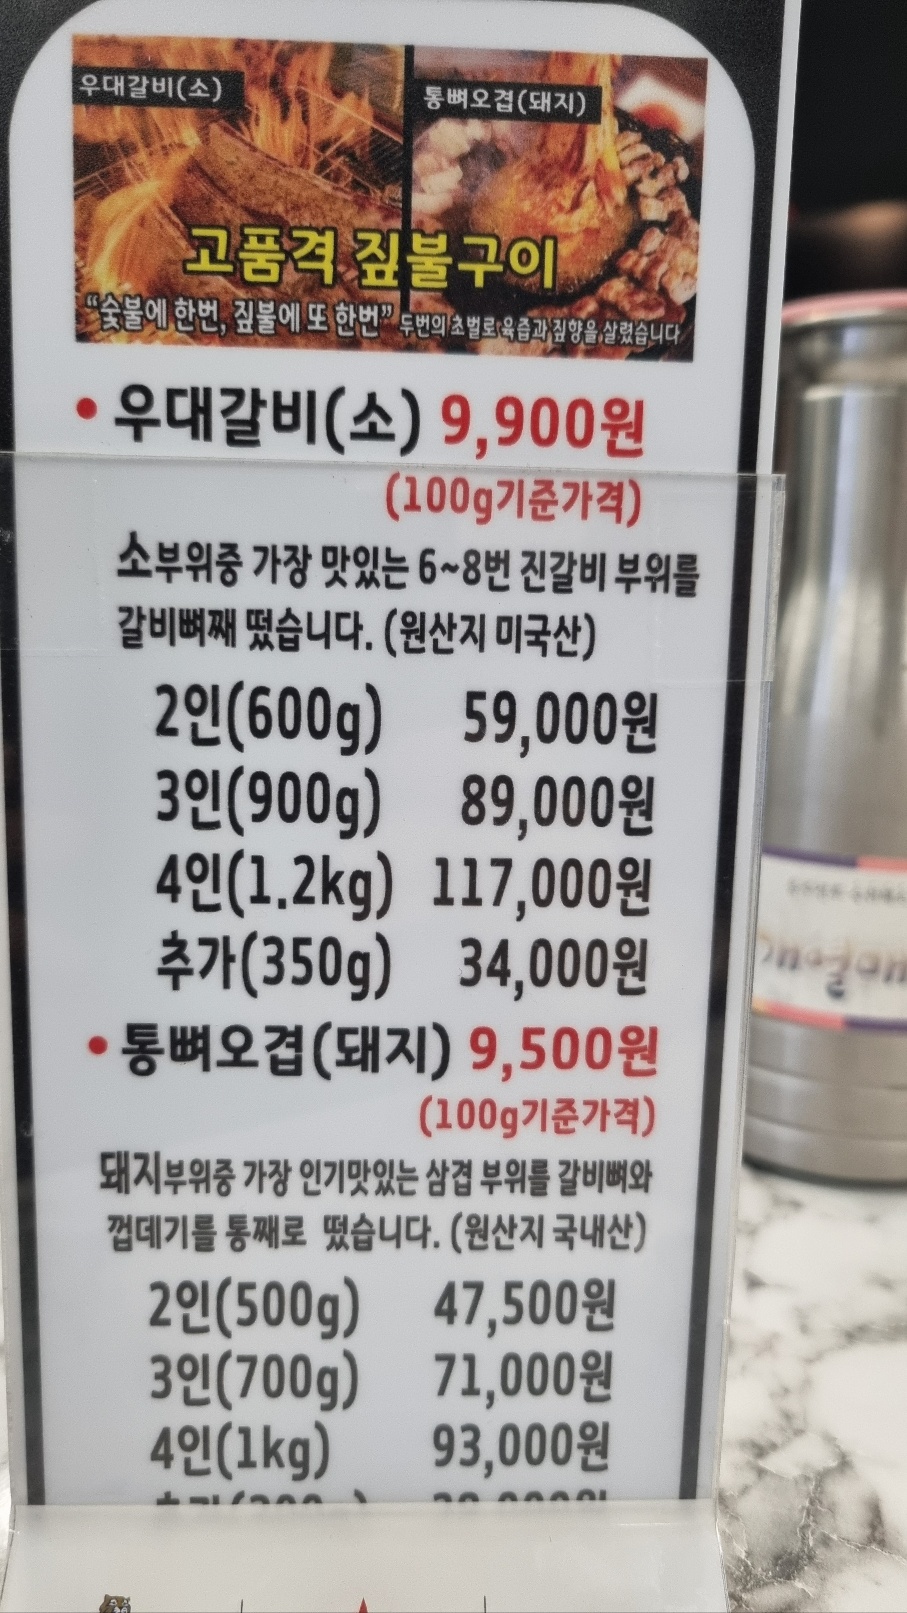 우대갈비(소)
통뼈오겹(돼지)
고품격 짚불구이
“숯불에 한번, 짚불에 또 한번” 두번의 초벌로 육즙과 짚향을 살렸습니다
• 우대갈비(소) 9,900원
(100g기준가격)
소부위중 가장 맛있는 6~8번 진갈비 부위를
갈비뼈째 떴습니다. (원산지 미국산)
2인(600g) 59,000원
3인(900g) 89,000원
4인(1.2kg) 117,000원
추가(350g) 34,000원
• 통뼈오겹(돼지) 9,500원
(100g기준가격)
돼지부위중 가장 인기맛있는 삼겹 부위를 갈비뼈와
껍데기를 통째로 떴습니다. (원산지 국내산)
2인(500g) 47,500원
3인(700g) 71,000원
4인(1kg) 93,000원